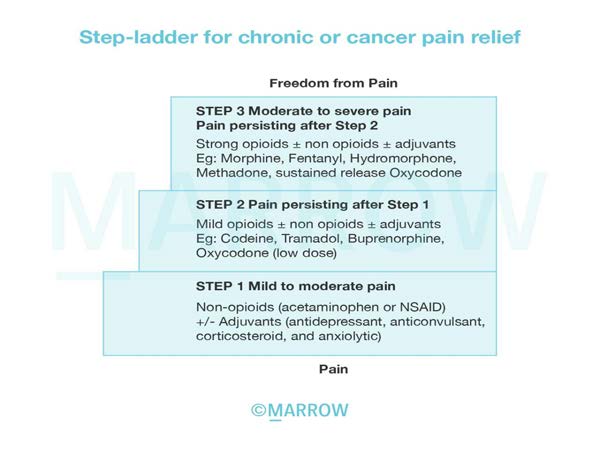 Step-ladder for chronic or cancer pain relief
Freedom from Pain
STEP 3 Moderate to severe pain
Pain persisting after Step 2
Strong opioids ± non opioids ± adjuvants
Eg: Morphine, Fentanyl, Hydromorphone,
Methadone, sustained release Oxycodone
STEP 2 Pain persisting after Step 1
Mild opioids ± non opioids ± adjuvants
Eg: Codeine, Tramadol, Buprenorphine,
Oxycodone (low dose)
STEP 1 Mild to moderate pain
Non-opioids (acetaminophen or NSAID)
+/- Adjuvants (antidepressant, anticonvulsant,
corticosteroid, and anxiolytic)
Pain
©MARROW
MARROW